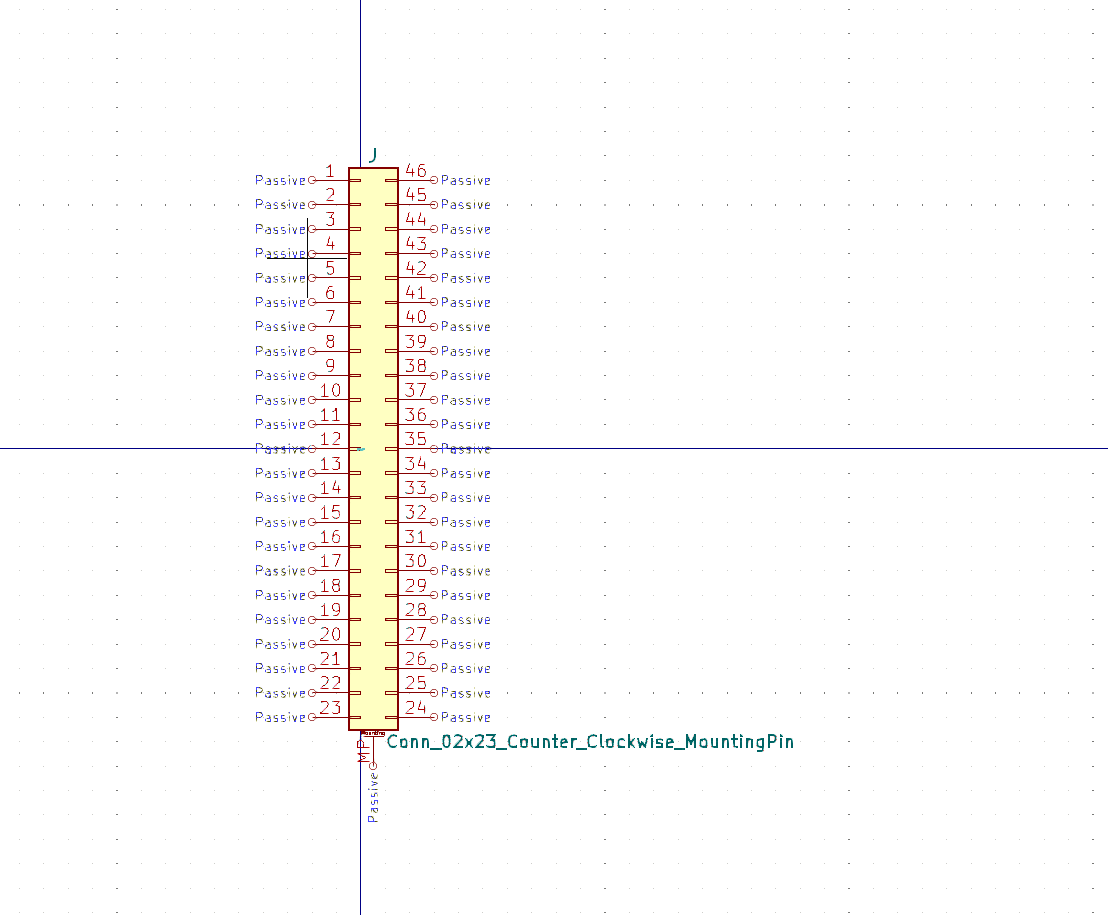 J
Passive 1 46 Passive
Passive 2 45 Passive
Passive 3 44 Passive
Passive 4 43 Passive
Passive 5 42 Passive
Passive 6 41 Passive
Passive 7 40 Passive
Passive 8 39 Passive
Passive 9 38 Passive
Passive 10 37 Passive
Passive 11 36 Passive
Passive 12 35 Passive
Passive 13 34 Passive
Passive 14 33 Passive
Passive 15 32 Passive
Passive 16 31 Passive
Passive 17 30 Passive
Passive 18 29 Passive
Passive 19 28 Passive
Passive 20 27 Passive
Passive 21 26 Passive
Passive 22 25 Passive
Passive 23 24 Passive
Mounting
MP
Conn_02x23_Counter_Clockwise_MountingPin
Passive